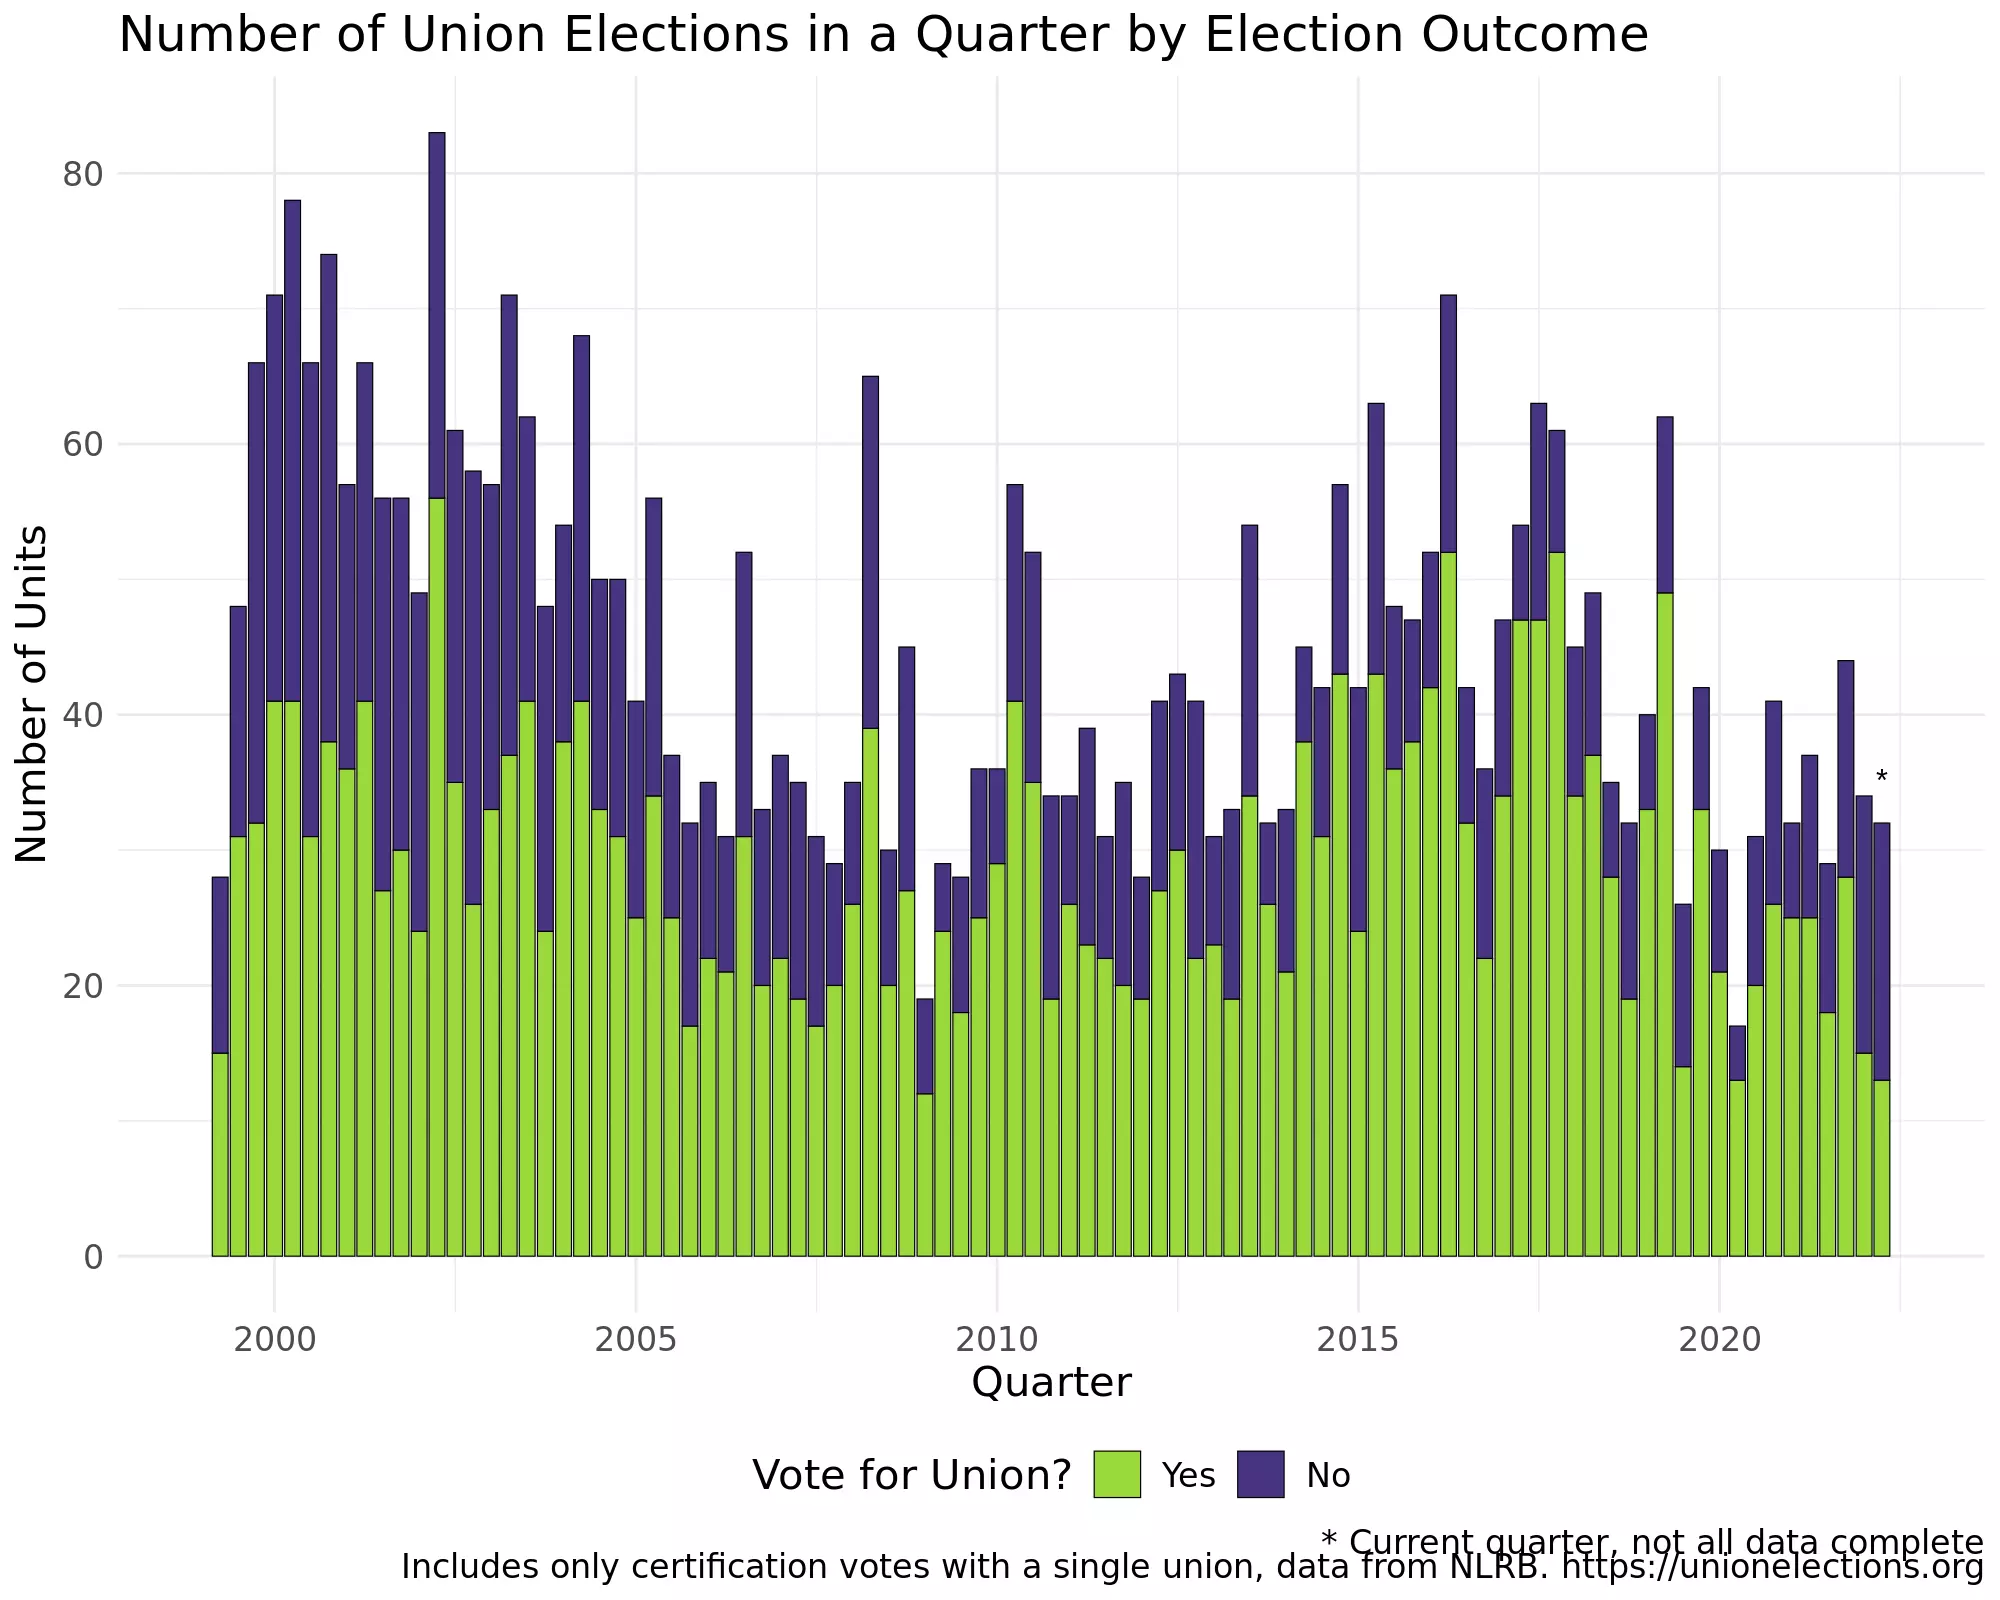 Number of Union Elections in a Quarter by Election Outcome
Number of Units
80
60
40
20
0
*
2000 2005 2010 2015 2020
Quarter
Vote for Union? Yes No
* Current quarter, not all data complete
Includes only certification votes with a single union, data from NLRB. https://unionelections.org